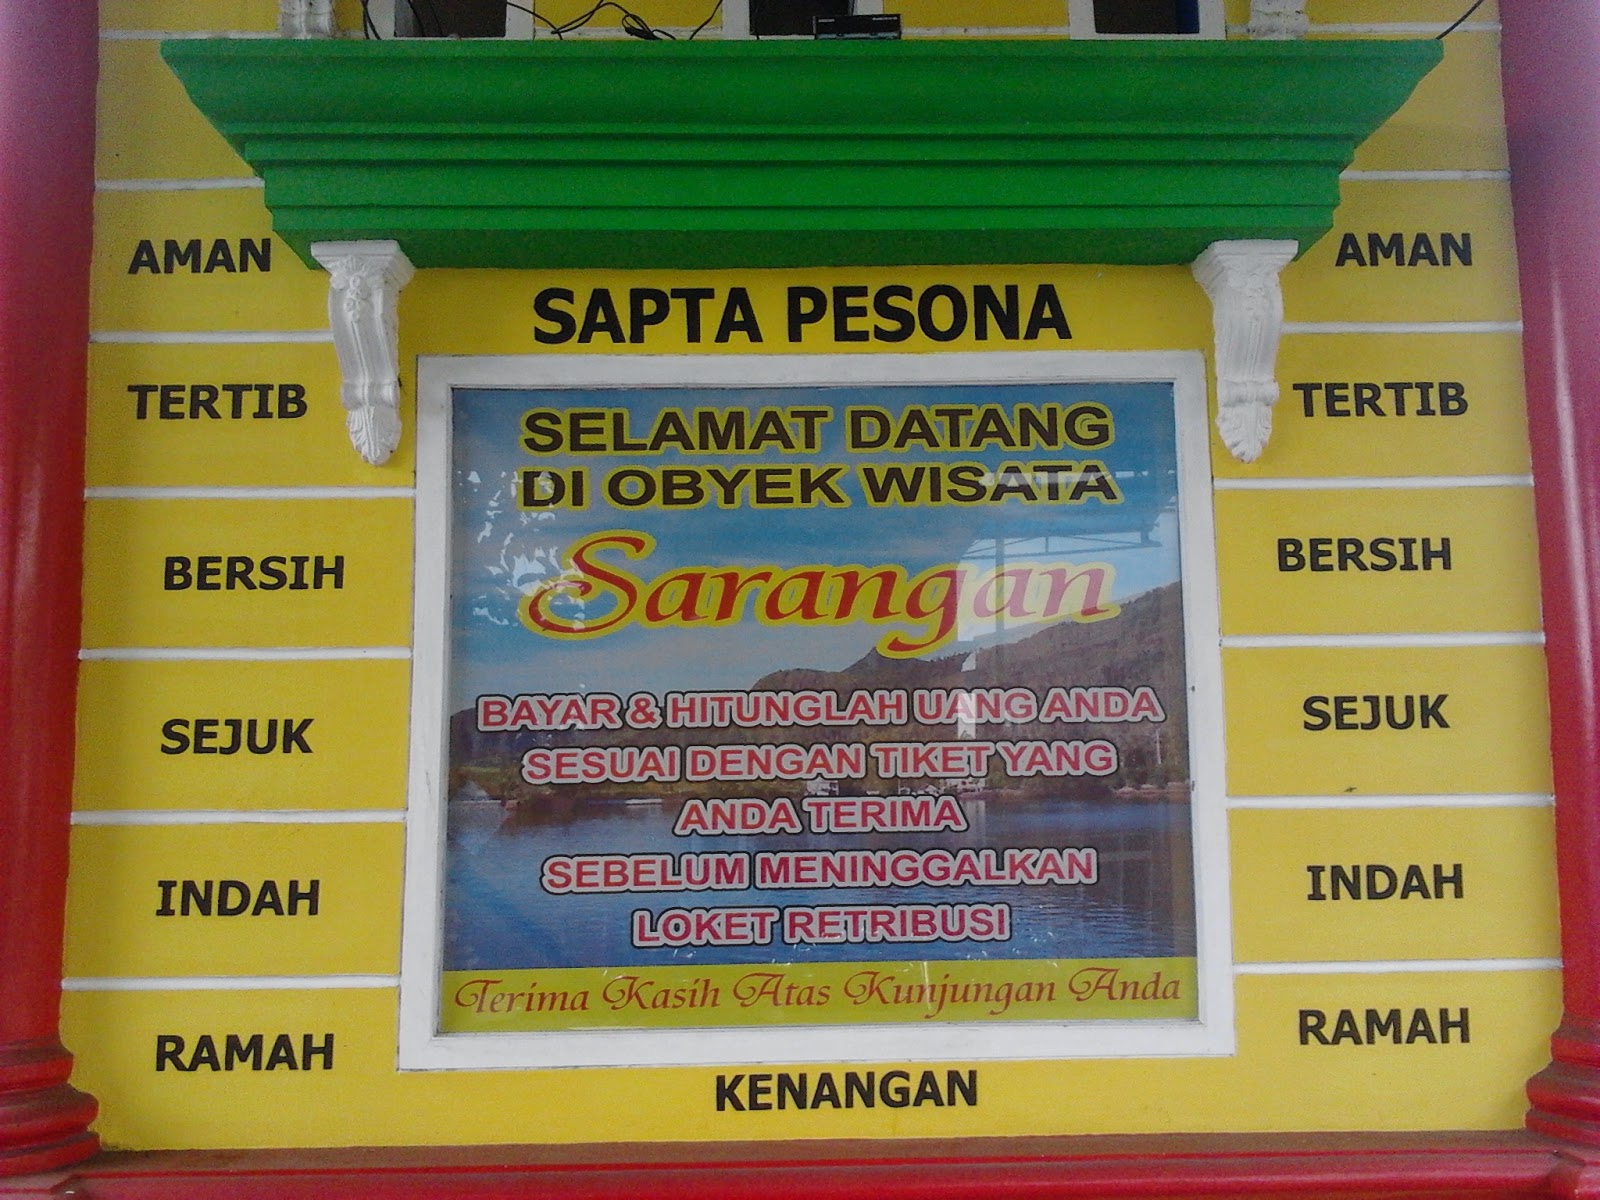 SAPTA PESONA
AMAN
TERTIB
BERSIH
SEJUK
INDAH
RAMAH
SELAMAT DATANG
DI OBYEK WISATA
Sarangan
BAYAR & HITUNGLAH UANG ANDA
SESUAI DENGAN TIKET YANG
ANDA TERIMA
SEBELUM MENINGGALKAN
LOKET RETRIBUSI
Terima Kasih Atas Kunjungan Anda
AMAN
TERTIB
BERSIH
SEJUK
INDAH
RAMAH
KENANGAN